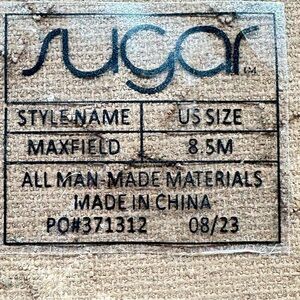 sugar
STYLE NAME US SIZE
MAXFIELD 8.5M
ALL MAN-MADE MATERIALS
MADE IN CHINA
PO#371312 08/23